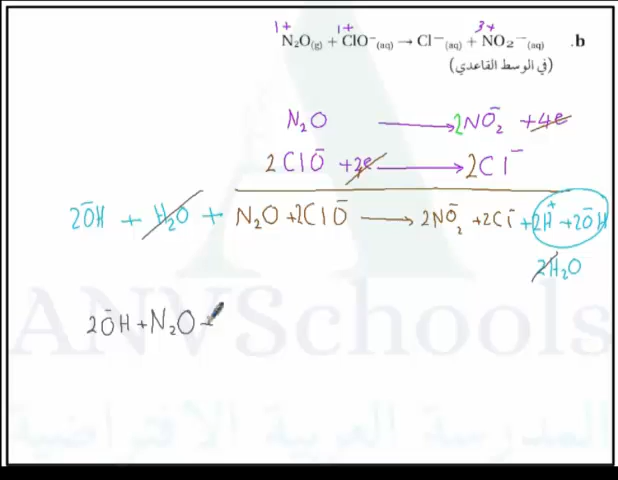 1+ 1+ 3+
N₂O(g) + ClO⁻(aq) → Cl⁻(aq) + NO₂⁻(aq) .b
(في الوسط القاعدي)
N₂O → 2NO₂⁻ + 4e
2ClO⁻ + 2e → 2Cl⁻
2OH⁻ + H₂O + N₂O + 2ClO⁻ → 2NO₂⁻ + 2Cl⁻ + 2H⁺ + 2OH⁻
2H₂O
2OH⁻ + N₂O +
ANVSchools
المدرسة العربية الافتراضية